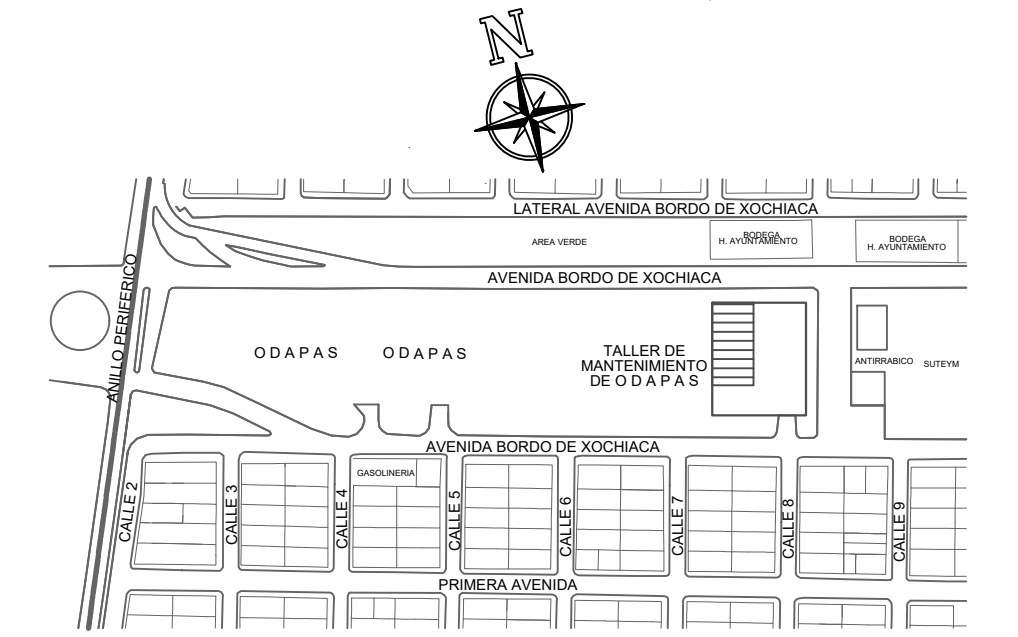 N
LATERAL AVENIDA BORDO DE XOCHIACA
AREA VERDE
BODEGA
H. AYUNTAMIENTO
BODEGA
H. AYUNTAMIENTO
AVENIDA BORDO DE XOCHIACA
ANILLO PERIFERICO
O D A P A S
O D A P A S
TALLER DE
MANTENIMIENTO
DE O D A P A S
ANTIRRABICO
SUTEYM
AVENIDA BORDO DE XOCHIACA
GASOLINERIA
CALLE 2
CALLE 3
CALLE 4
CALLE 5
CALLE 6
CALLE 7
CALLE 8
CALLE 9
PRIMERA AVENIDA